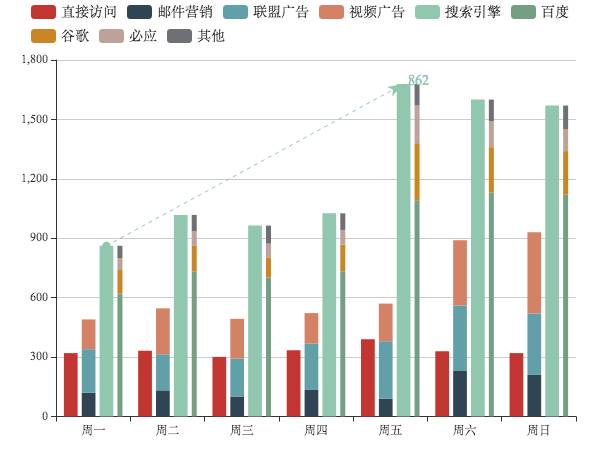 直接访问 邮件营销 联盟广告 视频广告 搜索引擎 百度
谷歌 必应 其他
1,800
862
1,500
1,200
900
600
300
0
周一 周二 周三 周四 周五 周六 周日